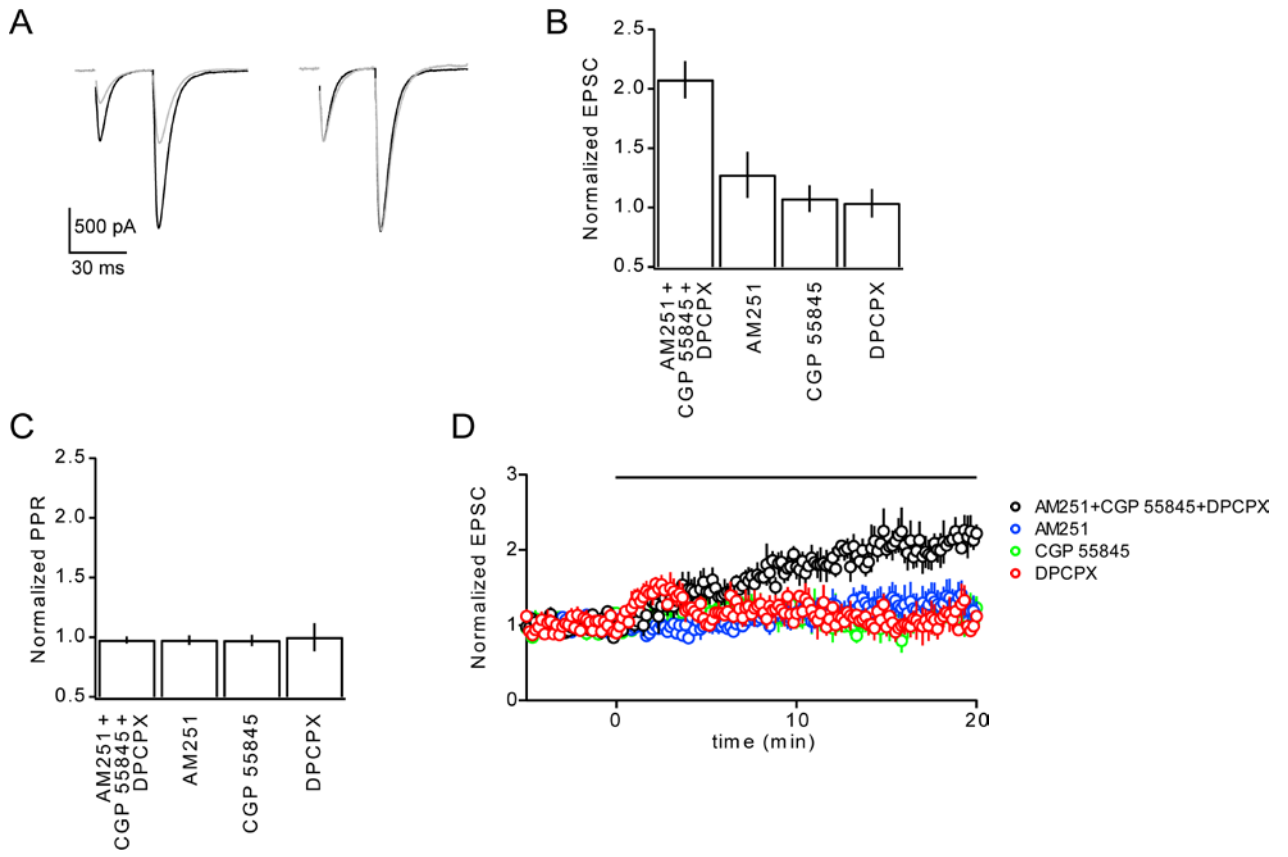 A
500 pA
30 ms
B
Normalized EPSC
2.5
2.0
1.5
1.0
0.5
AM251 +
CGP 55845 +
DPCPX
AM251
CGP 55845
DPCPX
C
Normalized PPR
2.5
2.0
1.5
1.0
0.5
AM251 +
CGP 55845 +
DPCPX
AM251
CGP 55845
DPCPX
D
Normalized EPSC
3
2
1
0
0
10
20
time (min)
AM251+CGP 55845+DPCPX
AM251
CGP 55845
DPCPX